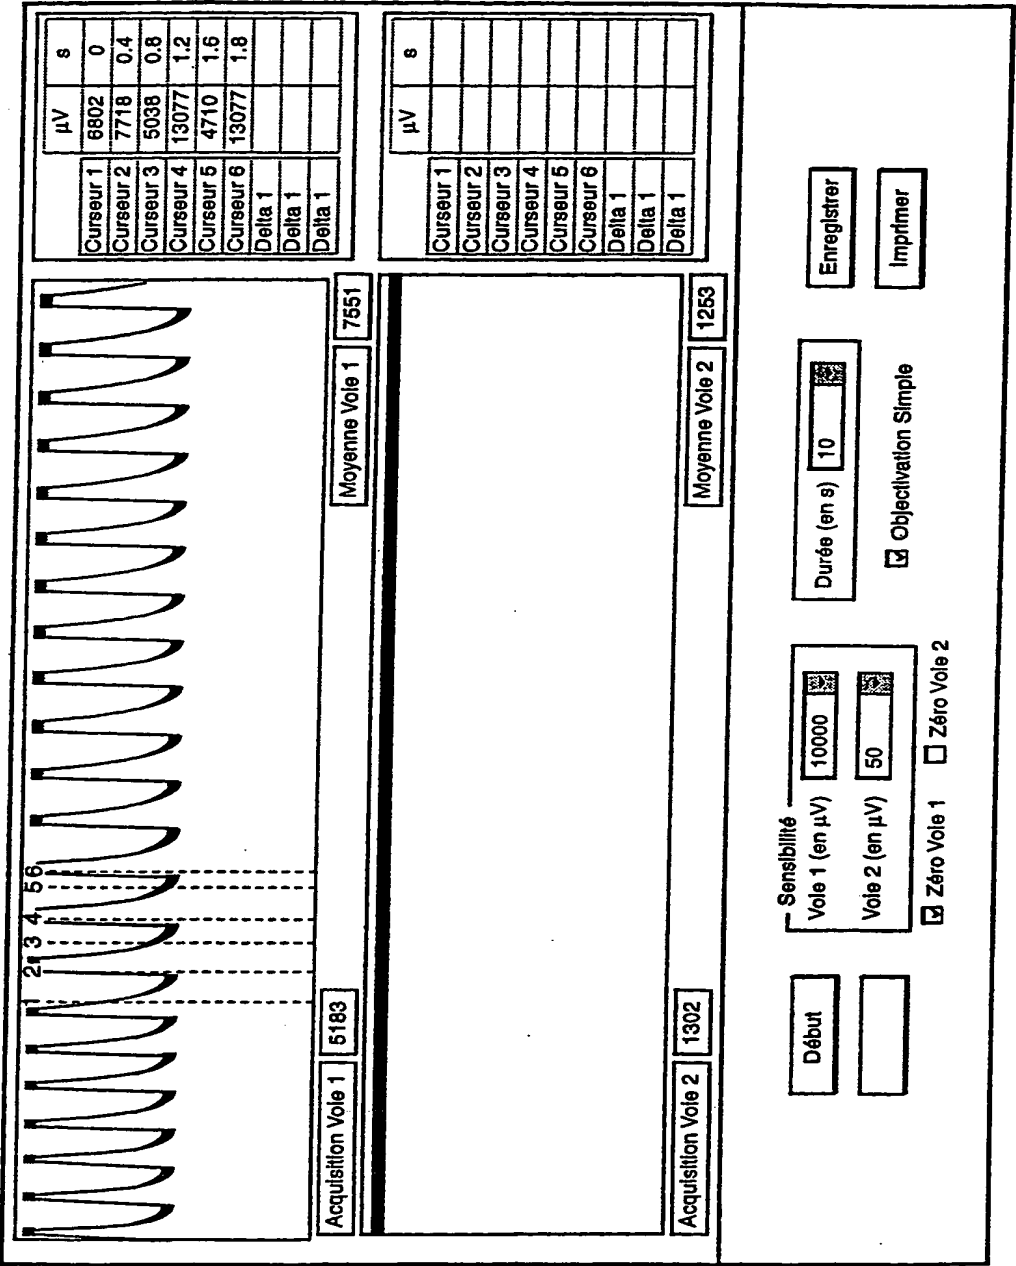 1 2 3 4 5 6
µV s
Curseur 1 6802 0
Curseur 2 7718 0.4
Curseur 3 5038 0.8
Curseur 4 13077 1.2
Curseur 5 4710 1.6
Curseur 6 13077 1.8
Delta 1
Delta 1
Delta 1
Acquisition Voie 1 5183 Moyenne Voie 1 7551
µV s
Curseur 1
Curseur 2
Curseur 3
Curseur 4
Curseur 5
Curseur 6
Delta 1
Delta 1
Delta 1
Acquisition Voie 2 1302 Moyenne Voie 2 1253
Début
Sensibilité
Voie 1 (en µV) 10000
Voie 2 (en µV) 50
Zéro Voie 1 Zéro Voie 2
Durée (en s) 10
Objectivation Simple
Enregistrer
Imprimer